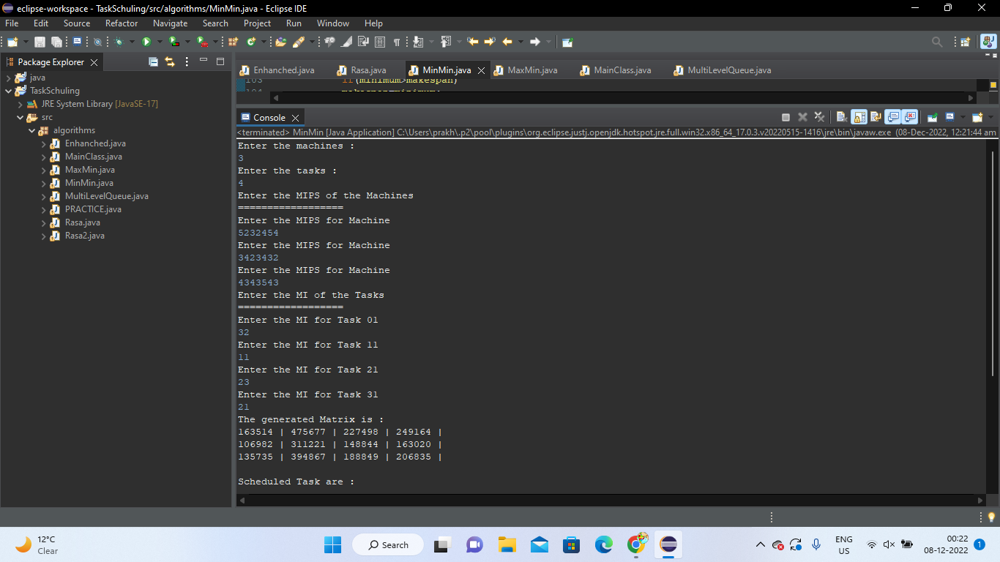 eclipse-workspace - TaskSchuling/src/algorithms/MinMin.java - Eclipse IDE
File Edit Source Refactor Navigate Search Project Run Window Help
Package Explorer
java
TaskSchuling
JRE System Library [JavaSE-17]
src
algorithms
Enhanched.java
MainClass.java
MaxMin.java
MinMin.java
MultiLevelQueue.java
PRACTICE.java
Rasa.java
Rasa2.java
Enhanched.java Rasa.java MinMin.java MaxMin.java MainClass.java MultiLevelQueue.java
103 if(minimum>makespan)
104 makespan=minimum;
Console
<terminated> MinMin [Java Application] C:\Users\prakh\.p2\pool\plugins\org.eclipse.justj.openjdk.hotspot.jre.full.win32.x86_64_17.0.3.v20220515-1416\jre\bin\javaw.exe (08-Dec-2022, 12:21:44 am
Enter the machines :
3
Enter the tasks :
4
Enter the MIPS of the Machines
==================
Enter the MIPS for Machine
5232454
Enter the MIPS for Machine
3423432
Enter the MIPS for Machine
4343543
Enter the MI of the Tasks
==================
Enter the MI for Task 01
32
Enter the MI for Task 11
11
Enter the MI for Task 21
23
Enter the MI for Task 31
21
The generated Matrix is :
163514 | 475677 | 227498 | 249164 |
106982 | 311221 | 148844 | 163020 |
135735 | 394867 | 188849 | 206835 |
Scheduled Task are :
12°C
Clear
Search
ENG
US
00:22
08-12-2022
1